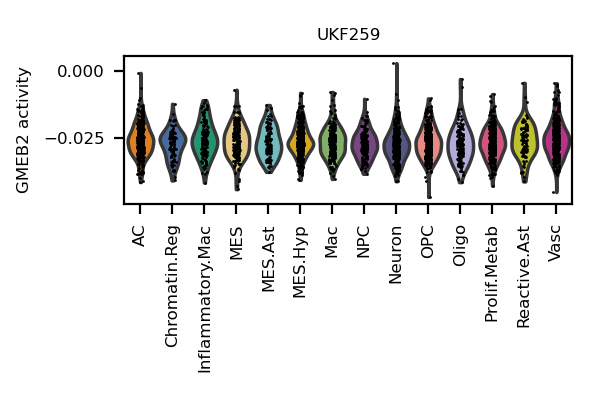 UKF259
GMEB2 activity
0.000
−0.025
AC
Chromatin.Reg
Inflammatory.Mac
MES
MES.Ast
MES.Hyp
Mac
NPC
Neuron
OPC
Oligo
Prolif.Metab
Reactive.Ast
Vasc